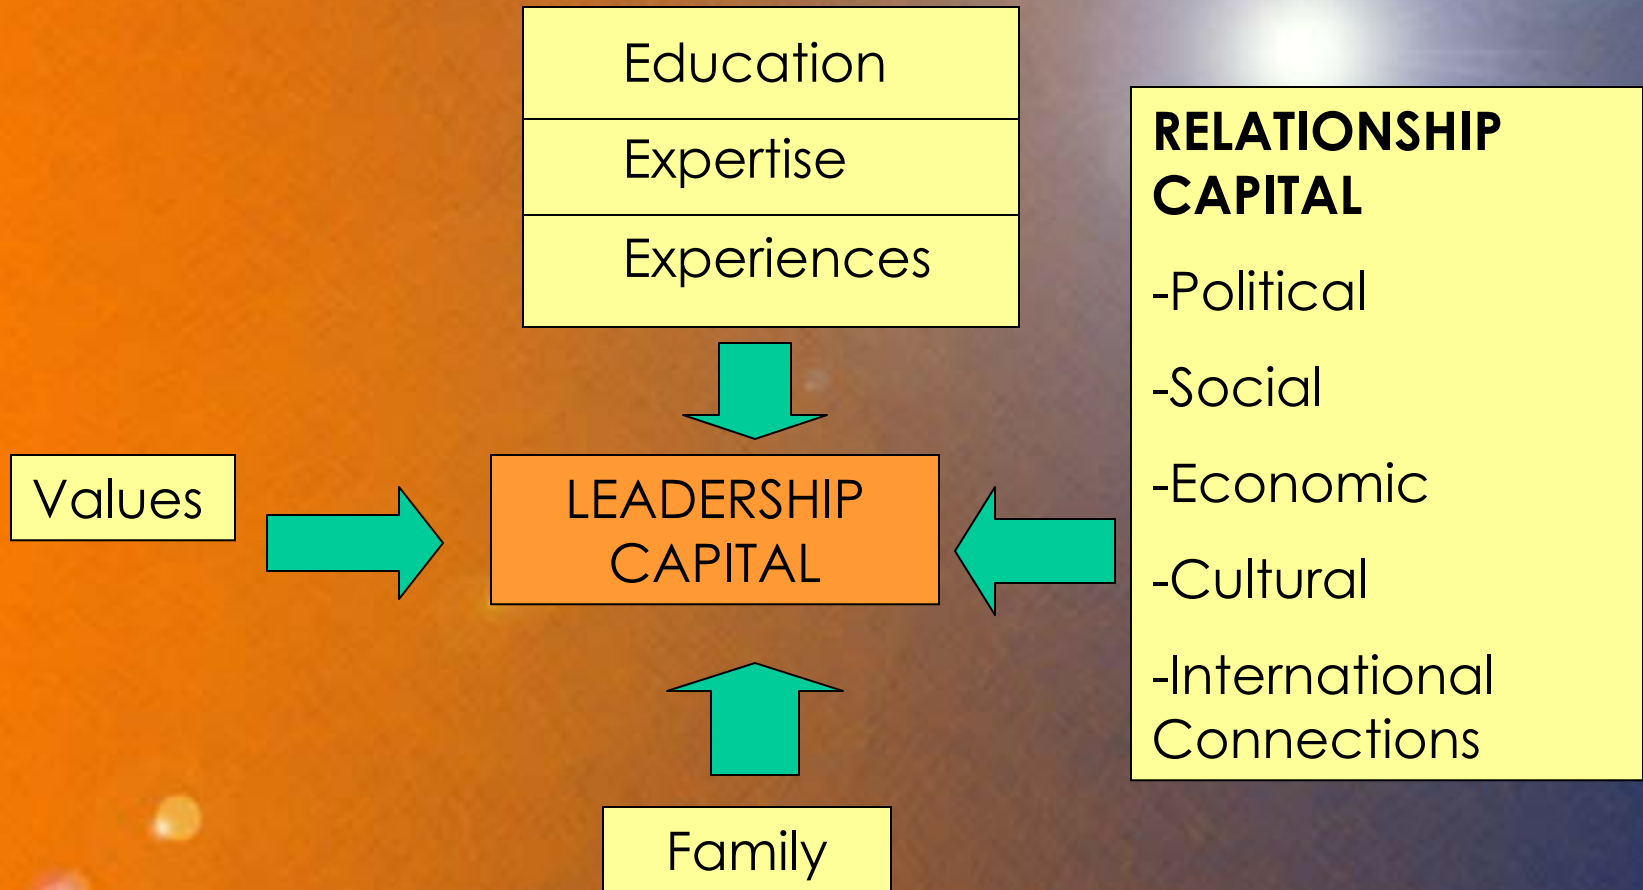 Education
Expertise
Experiences
Values
LEADERSHIP
CAPITAL
RELATIONSHIP
CAPITAL
-Political
-Social
-Economic
-Cultural
-International
Connections
Family